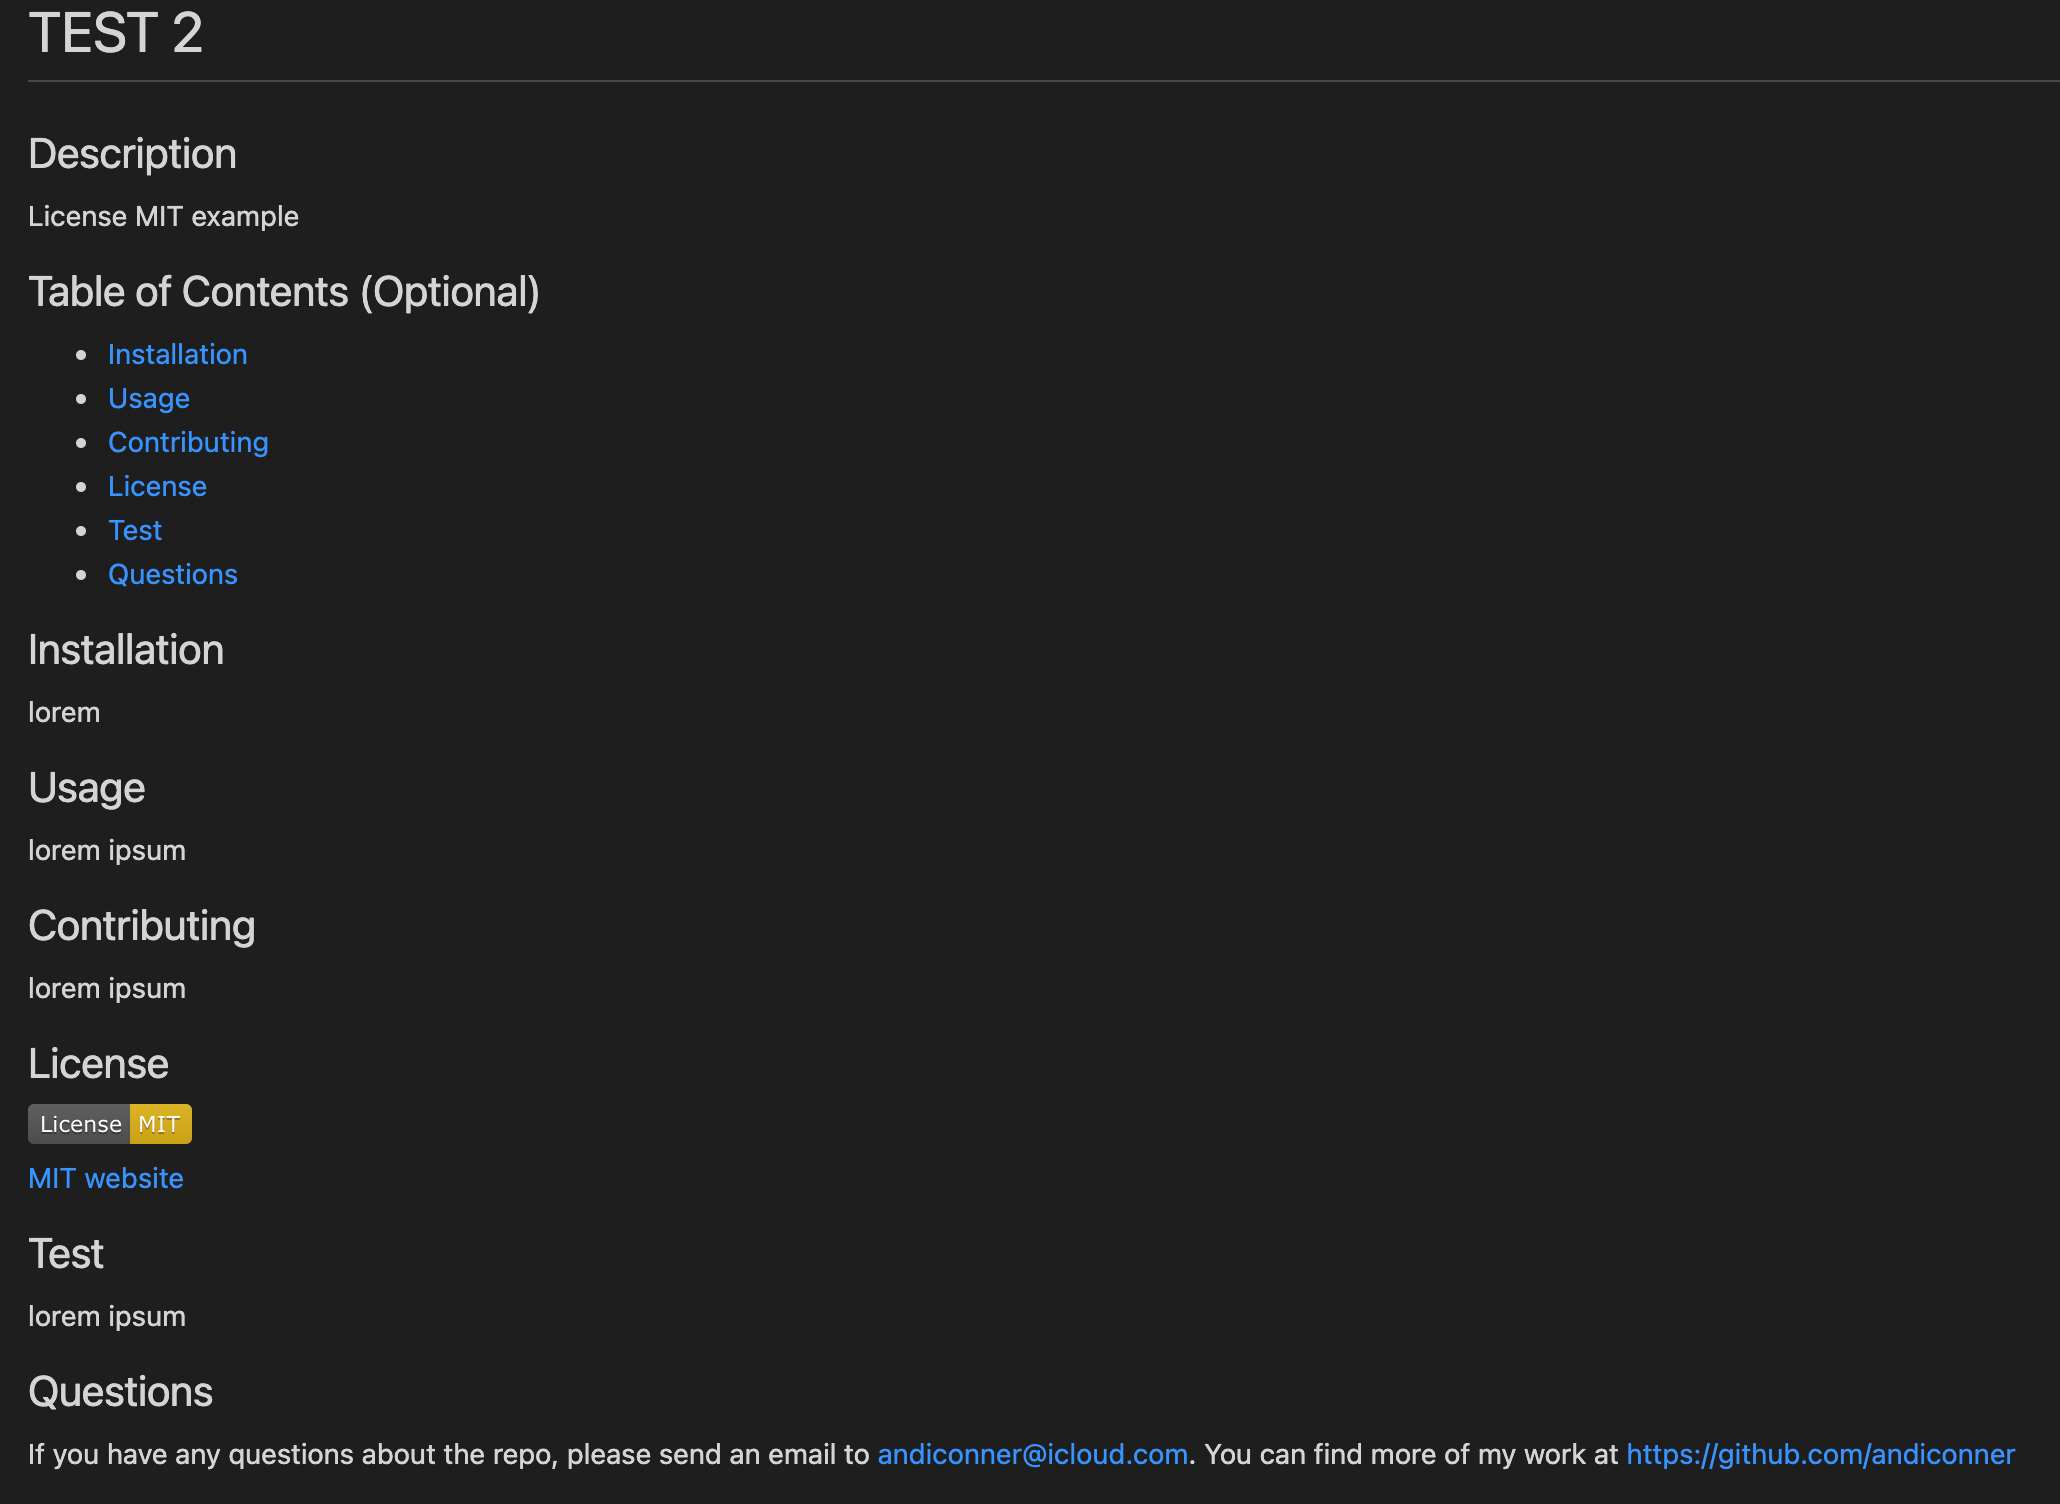 TEST 2
Description
License MIT example
Table of Contents (Optional)
Installation
Usage
Contributing
License
Test
Questions
Installation
lorem
Usage
lorem ipsum
Contributing
lorem ipsum
License
License MIT
MIT website
Test
lorem ipsum
Questions
If you have any questions about the repo, please send an email to andiconner@icloud.com. You can find more of my work at https://github.com/andiconner